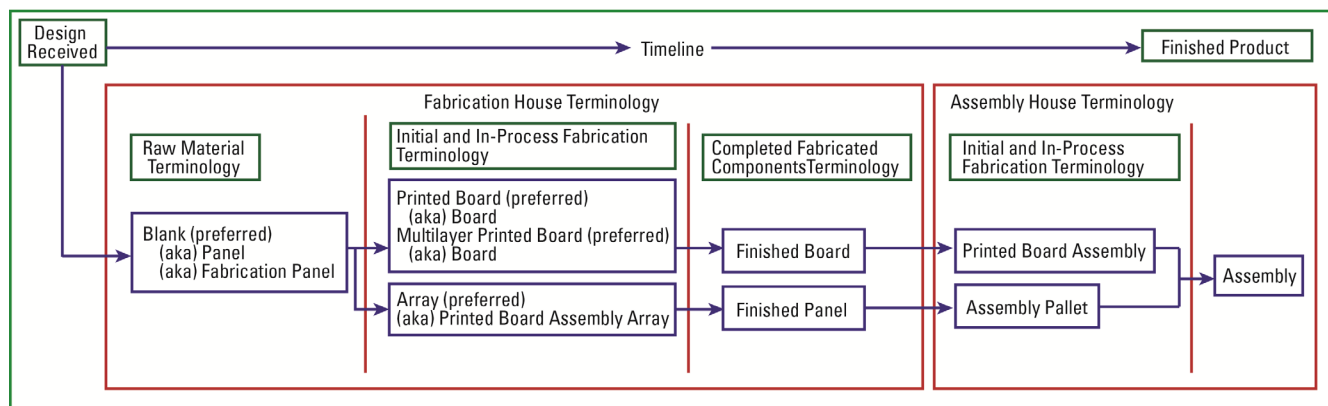 Design
Received
Timeline
Finished Product
Fabrication House Terminology
Assembly House Terminology
Raw Material
Terminology
Initial and In-Process Fabrication
Terminology
Completed Fabricated
ComponentsTerminology
Initial and In-Process
Fabrication Terminology
Blank (preferred)
(aka) Panel
(aka) Fabrication Panel
Printed Board (preferred)
(aka) Board
Multilayer Printed Board (preferred)
(aka) Board
Finished Board
Printed Board Assembly
Assembly
Array (preferred)
(aka) Printed Board Assembly Array
Finished Panel
Assembly Pallet